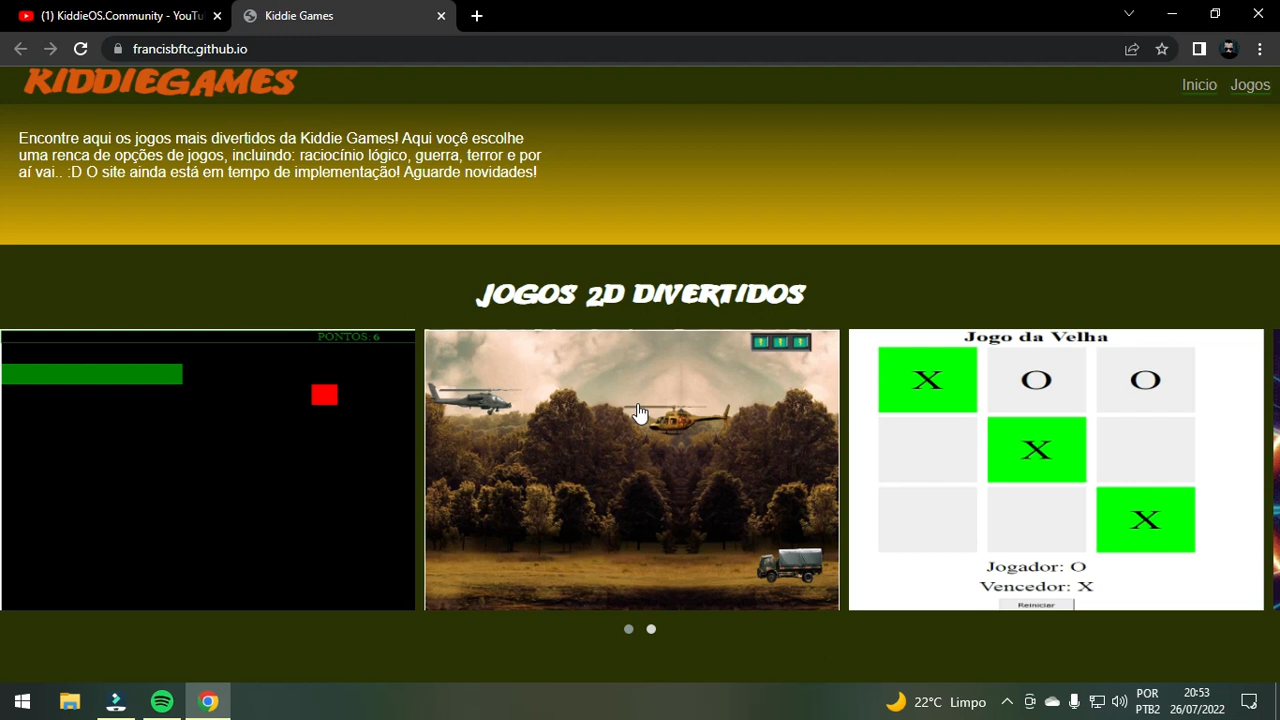 (1) KiddieOS.Community - YouTu
Kiddie Games
francisbftc.github.io
KIDDIEGAMES
Inicio
Jogos
Encontre aqui os jogos mais divertidos da Kiddie Games! Aqui voçê escolhe
uma renca de opções de jogos, incluindo: raciocínio lógico, guerra, terror e por
aí vai.. :D O site ainda está em tempo de implementação! Aguarde novidades!
JOGOS 2D DIVERTIDOS
PONTOS: 6
Jogo da Velha
X O O
X
X
Jogador: O
Vencedor: X
Reiniciar
22°C Limpo
POR
PTB2
20:53
26/07/2022